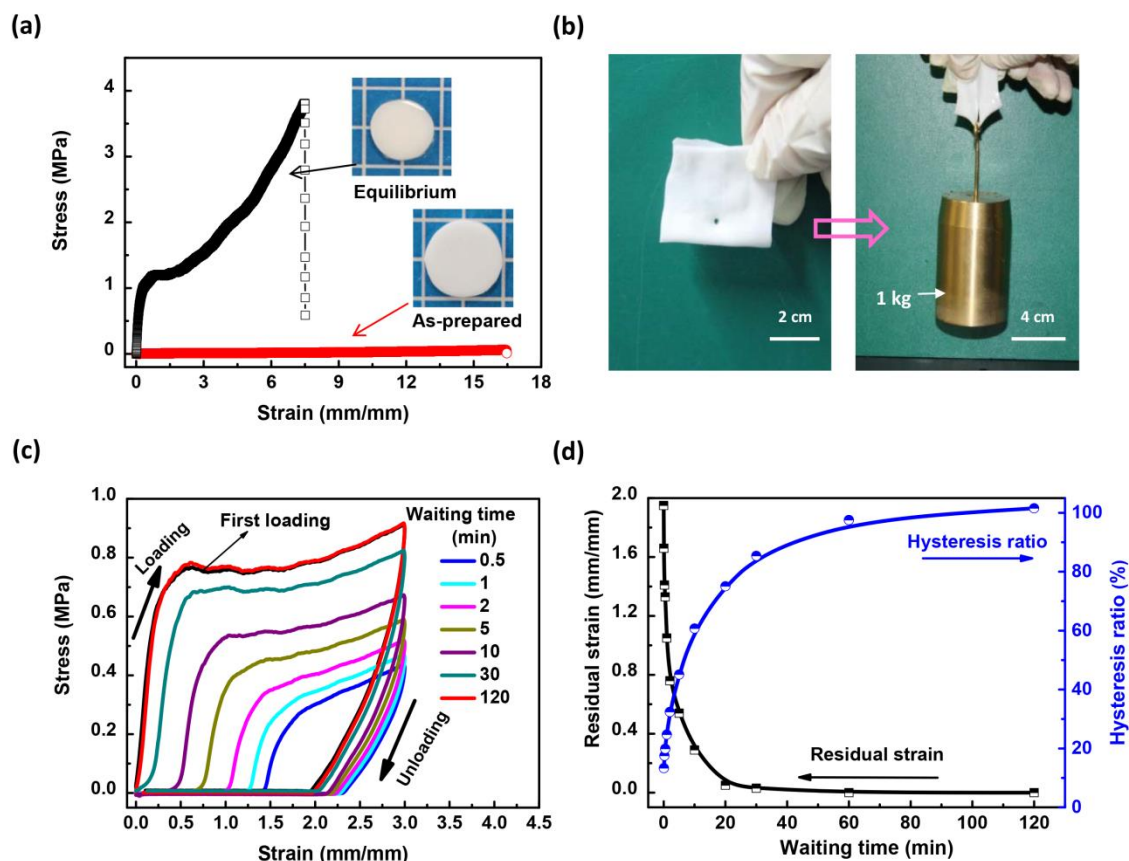 (a)
4
3
2
1
0
Stress (MPa)
Equilibrium
As-prepared
0 3 6 9 12 15 18
Strain (mm/mm)
(b)
2 cm
1 kg
4 cm
(c)
1.0
0.8
0.6
0.4
0.2
0.0
Stress (MPa)
Loading
First loading
Waiting time
(min)
0.5
1
2
5
10
30
120
Unloading
0.0 0.5 1.0 1.5 2.0 2.5 3.0 3.5 4.0 4.5
Strain (mm/mm)
(d)
2.0
1.6
1.2
0.8
0.4
0.0
Residual strain (mm/mm)
Hysteresis ratio
Residual strain
100
80
60
40
20
0
Hysteresis ratio (%)
0 20 40 60 80 100 120
Waiting time (min)